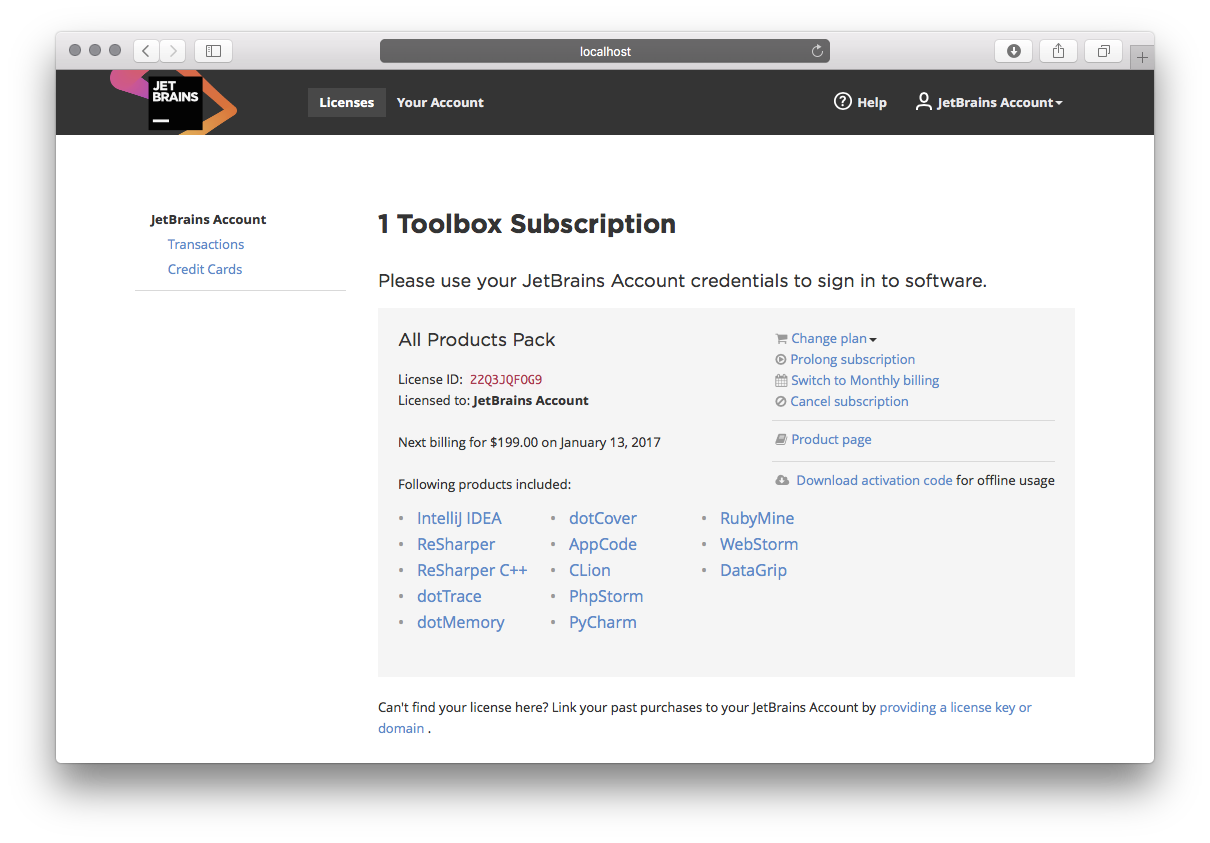 localhost
JET
BRAINS
Licenses Your Account Help JetBrains Account
JetBrains Account
Transactions
Credit Cards
1 Toolbox Subscription
Please use your JetBrains Account credentials to sign in to software.
All Products Pack
License ID: 22Q3JQFOG9
Licensed to: JetBrains Account
Next billing for $199.00 on January 13, 2017
Change plan
Prolong subscription
Switch to Monthly billing
Cancel subscription
Product page
Download activation code for offline usage
Following products included:
• IntelliJ IDEA • dotCover • RubyMine
• ReSharper • AppCode • WebStorm
• ReSharper C++ • CLion • DataGrip
• dotTrace • PhpStorm
• dotMemory • PyCharm
Can't find your license here? Link your past purchases to your JetBrains Account by providing a license key or
domain .